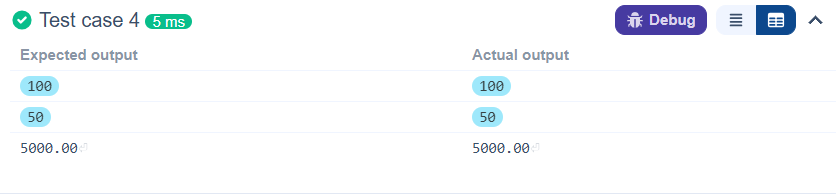 Test case 4 5 ms Debug
Expected output Actual output
100 100
50 50
5000.00⏎ 5000.00⏎